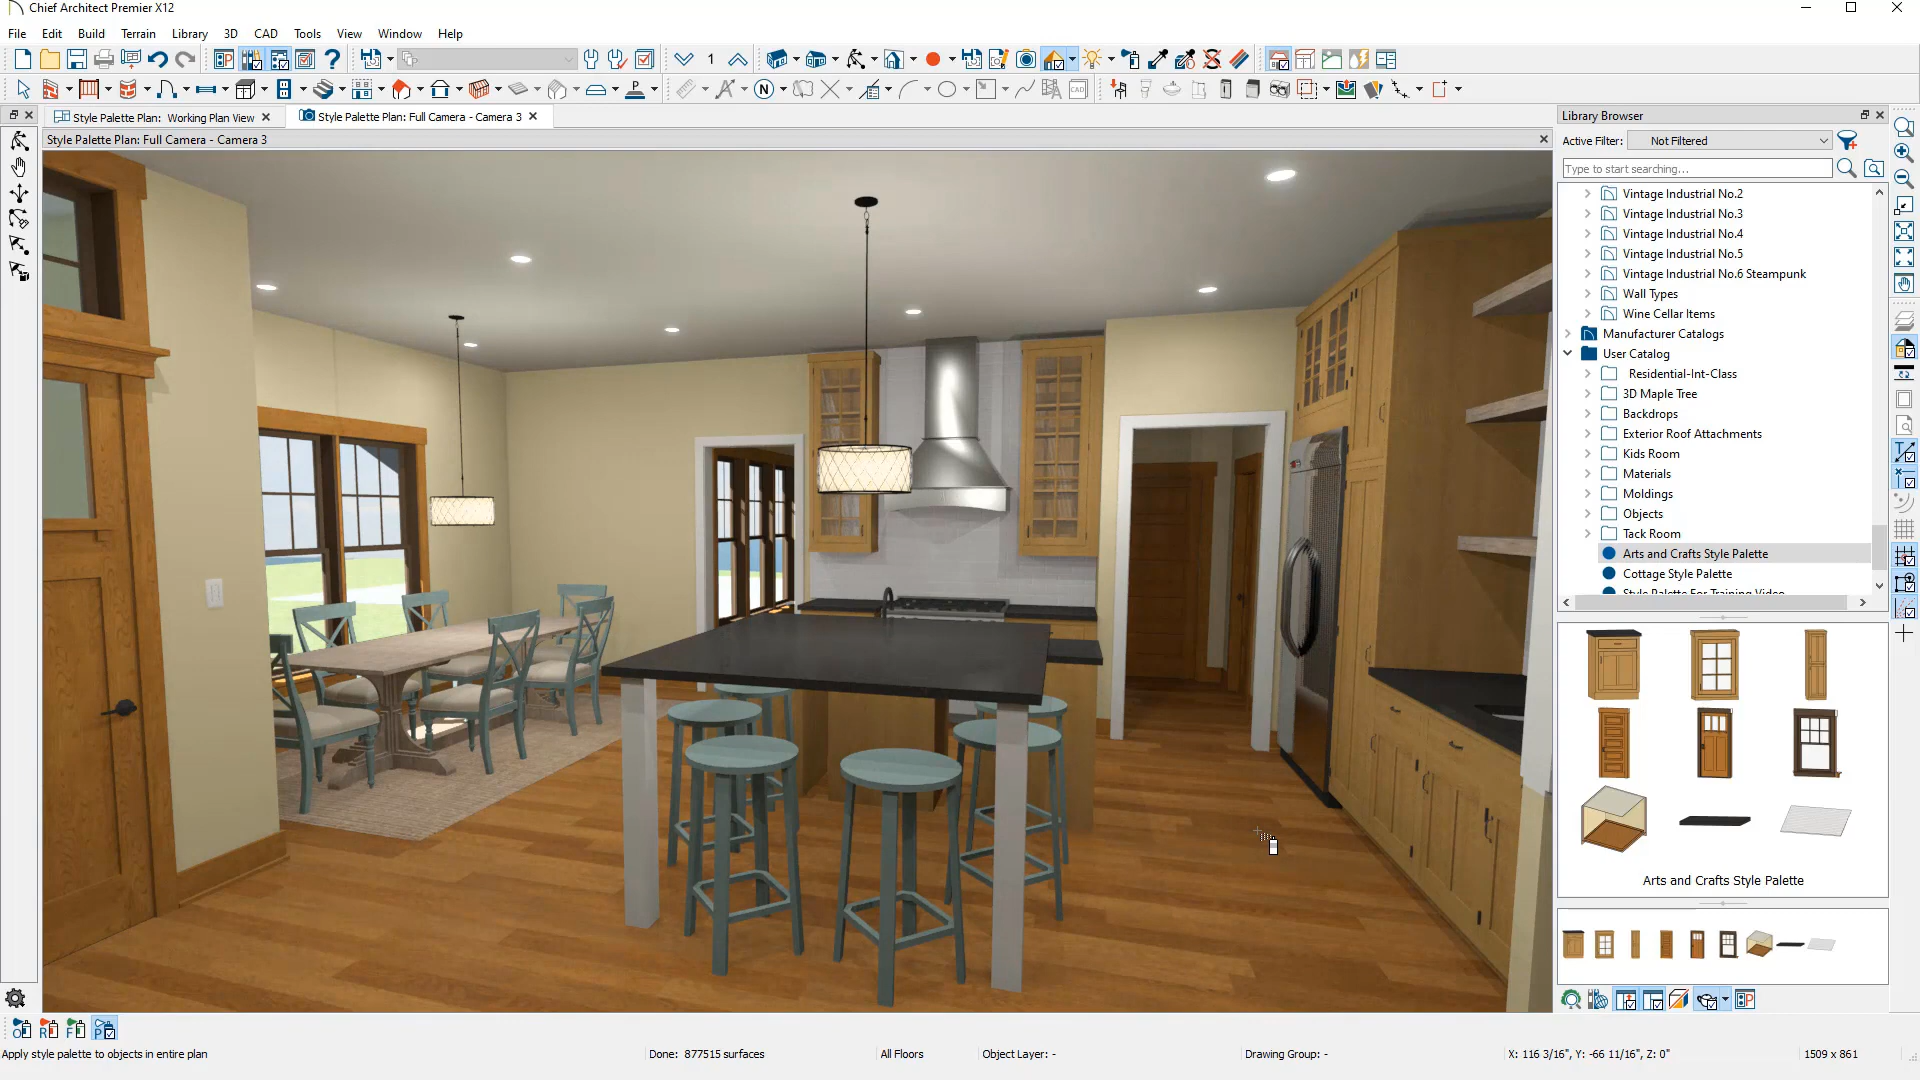 Chief Architect Premier X12
File Edit Build Terrain Library 3D CAD Tools View Window Help
1
N
P
CAD
Style Palette Plan: Working Plan View
Style Palette Plan: Full Camera - Camera 3
Style Palette Plan: Full Camera - Camera 3
Library Browser
Active Filter: Not Filtered
Type to start searching...
Vintage Industrial No.2
Vintage Industrial No.3
Vintage Industrial No.4
Vintage Industrial No.5
Vintage Industrial No.6 Steampunk
Wall Types
Wine Cellar Items
Manufacturer Catalogs
User Catalog
Residential-Int-Class
3D Maple Tree
Backdrops
Exterior Roof Attachments
Kids Room
Materials
Moldings
Objects
Tack Room
Arts and Crafts Style Palette
Cottage Style Palette
Style Palette For Training Video
Arts and Crafts Style Palette
Apply style palette to objects in entire plan
Done: 877515 surfaces
All Floors
Object Layer: -
Drawing Group: -
X: 116 3/16", Y: -66 11/16", Z: 0"
1509 x 861